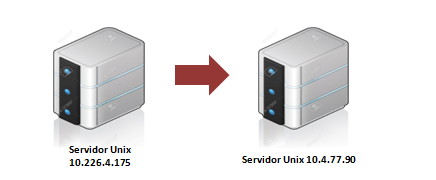 Servidor Unix
10.226.4.175
Servidor Unix 10.4.77.90